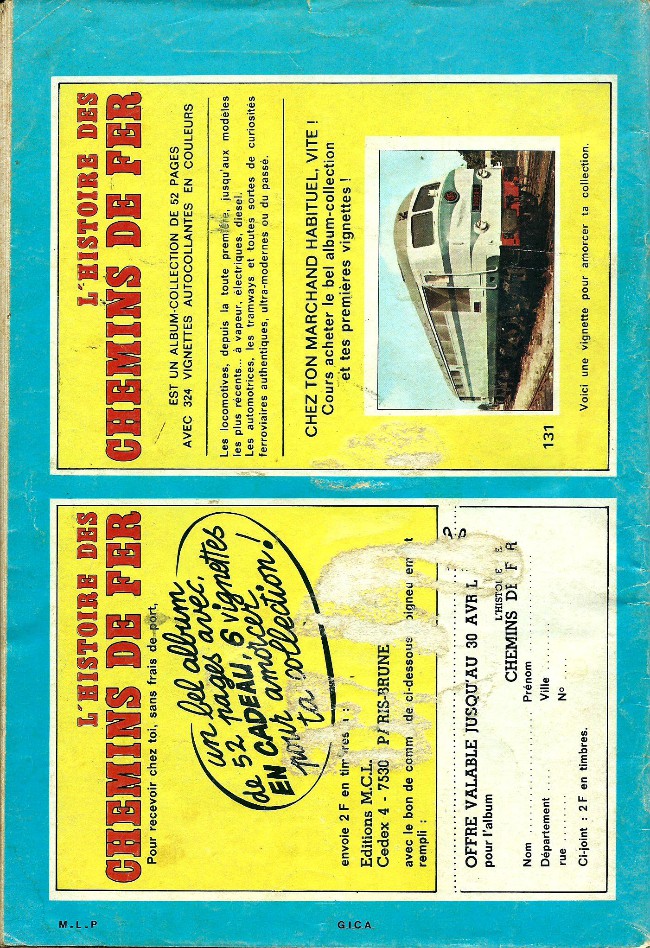 L'HISTOIRE DES
CHEMINS DE FER
Pour recevoir chez toi, sans frais de port,
un bel album
de 52 pages avec,
EN CADEAU, 6 vignettes
pour amorcer
ta collection!
envoie 2 F en timbres
Editions M.C.L.
Cedex 4 - 7530 PARIS-BRUNE
avec le bon de de ci-dessous
rempli :
OFFRE VALABLE JUSQU'AU 30 AVRIL
pour l'album
L'HISTOIRE
CHEMINS DE FER
Nom Prénom
Département Ville
rue N°
Ci-joint : 2 F en timbres.
L'HISTOIRE DES
CHEMINS DE FER
EST UN ALBUM-COLLECTION DE 52 PAGES
AVEC 324 VIGNETTES AUTOCOLLANTES EN COULEURS
Les locomotives, depuis la toute première, jusqu'aux modèles
les plus récents... à vapeur, électriques, diesel.
Les automotrices, les tramways et toutes sortes de curiosités
ferroviaires authentiques, ultra-modernes ou du passé.
CHEZ TON MARCHAND HABITUEL, VITE !
Cours acheter le bel album-collection
et tes premières vignettes !
131
Voici une vignette pour amorcer ta collection.
M.L.P
GICA